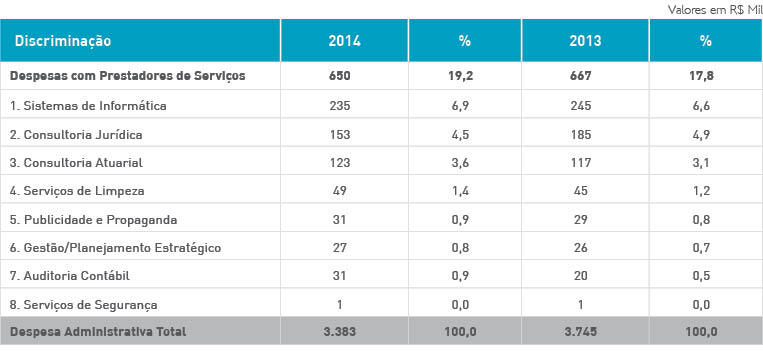 Valores em R$ Mil
Discriminação 2014 % 2013 %
Despesas com Prestadores de Serviços 650 19,2 667 17,8
1. Sistemas de Informática 235 6,9 245 6,6
2. Consultoria Jurídica 153 4,5 185 4,9
3. Consultoria Atuarial 123 3,6 117 3,1
4. Serviços de Limpeza 49 1,4 45 1,2
5. Publicidade e Propaganda 31 0,9 29 0,8
6. Gestão/Planejamento Estratégico 27 0,8 26 0,7
7. Auditoria Contábil 31 0,9 20 0,5
8. Serviços de Segurança 1 0,0 1 0,0
Despesa Administrativa Total 3.383 100,0 3.745 100,0